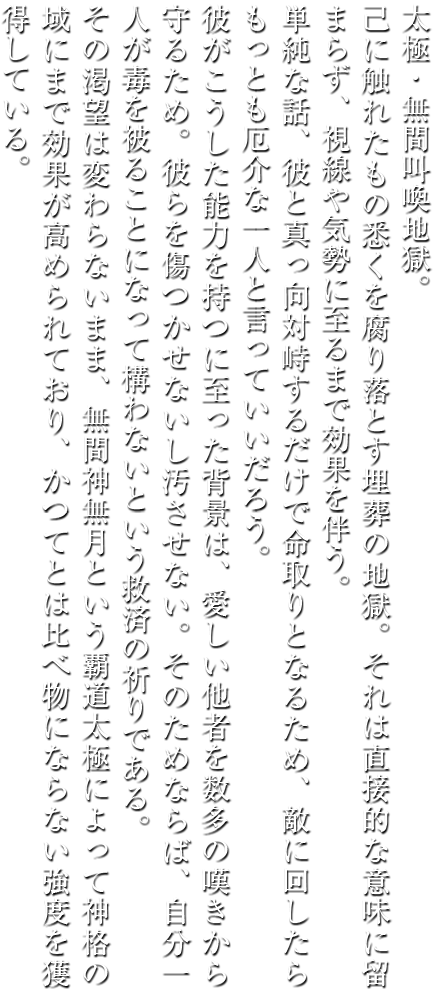 太極・無間叫喚地獄。
己に触れたもの悉くを腐り落とす埋葬の地獄。それは直接的な意味に留
まらず、視線や気勢に至るまで効果を伴う。
単純な話、彼と真っ向対峙するだけで命取りとなるため、敵に回したら
もっとも厄介な一人と言っていいだろう。
彼がこうした能力を持つに至った背景は、愛しい他者を数多の嘆きから
守るため。彼らを傷つかせないし汚させない。そのためならば、自分一
人が毒を被ることになって構わないという救済の祈りである。
その渇望は変わらないまま、無間神無月という覇道太極によって神格の
域にまで効果が高められており、かつてとは比べ物にならない強度を獲
得している。